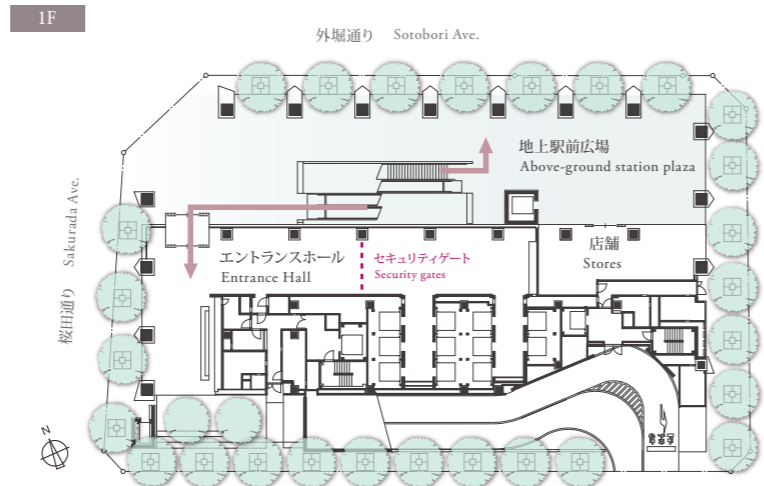 1F
外堀通り Sotobori Ave.
地上駅前広場
Above-ground station plaza
桜田通り Sakurada Ave.
エントランスホール
Entrance Hall
セキュリティゲート
Security gates
店舗
Stores
N